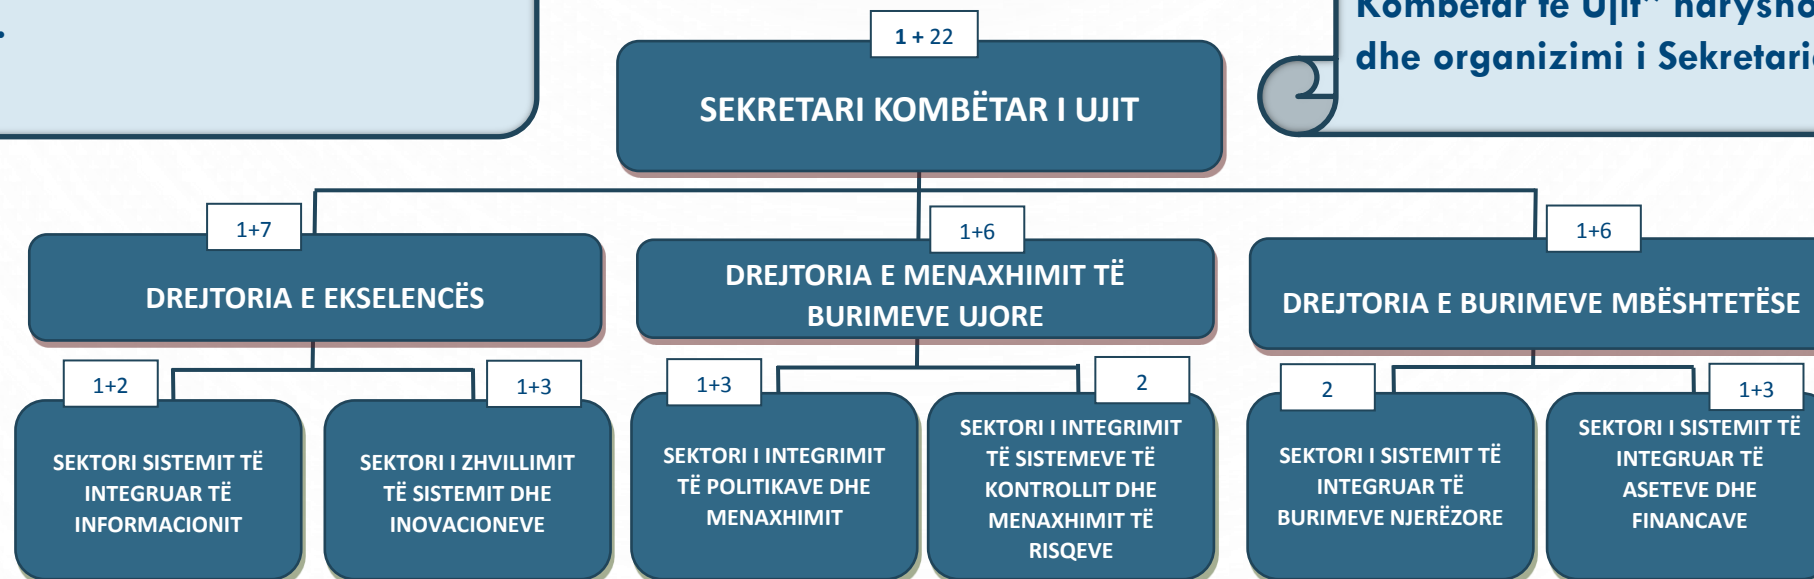 .
Kombëtar të Ujit"
dhe organizimi i
1 + 22
SEKRETARI KOMBËTAR I UJIT
1+7
DREJTORIA E EKSELENCËS
1+6
DREJTORIA E MENAXHIMIT TË
BURIMEVE UJORE
1+6
DREJTORIA E BURIMEVE MBËSHTETËSE
1+2
SEKTORI SISTEMIT TË
INTEGRUAR TË
INFORMACIONIT
1+3
SEKTORI I ZHVILLIMIT
TË SISTEMIT DHE
INOVACIONEVE
1+3
SEKTORI I INTEGRIMIT
TË POLITIKAVE DHE
MENAXHIMIT
2
SEKTORI I INTEGRIMIT
TË SISTEMEVE TË
KONTROLLIT DHE
MENAXHIMIT TË
RISQEVE
2
SEKTORI I SISTEMIT TË
INTEGRUAR TË
BURIMEVE NJERËZORE
1+3
SEKTORI I SISTEMIT TË
INTEGRUAR TË
ASETEVE DHE
FINANCAVE